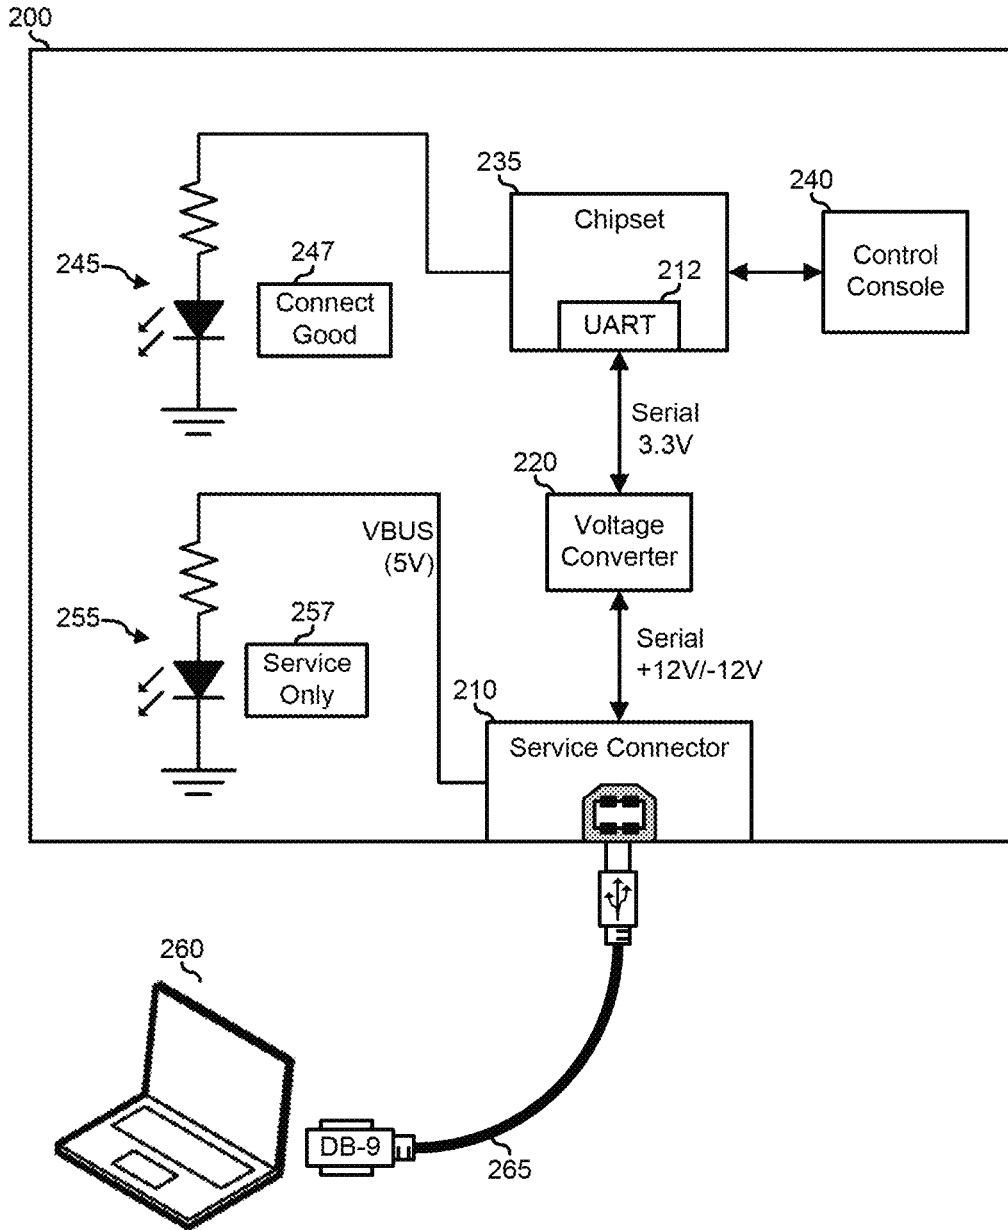 200
235
Chipset
240
Control
Console
245
247
Connect
Good
212
UART
Serial
3.3V
220
Voltage
Converter
VBUS
(5V)
255
257
Service
Only
Serial
+12V/-12V
210
Service Connector
260
DB-9
265